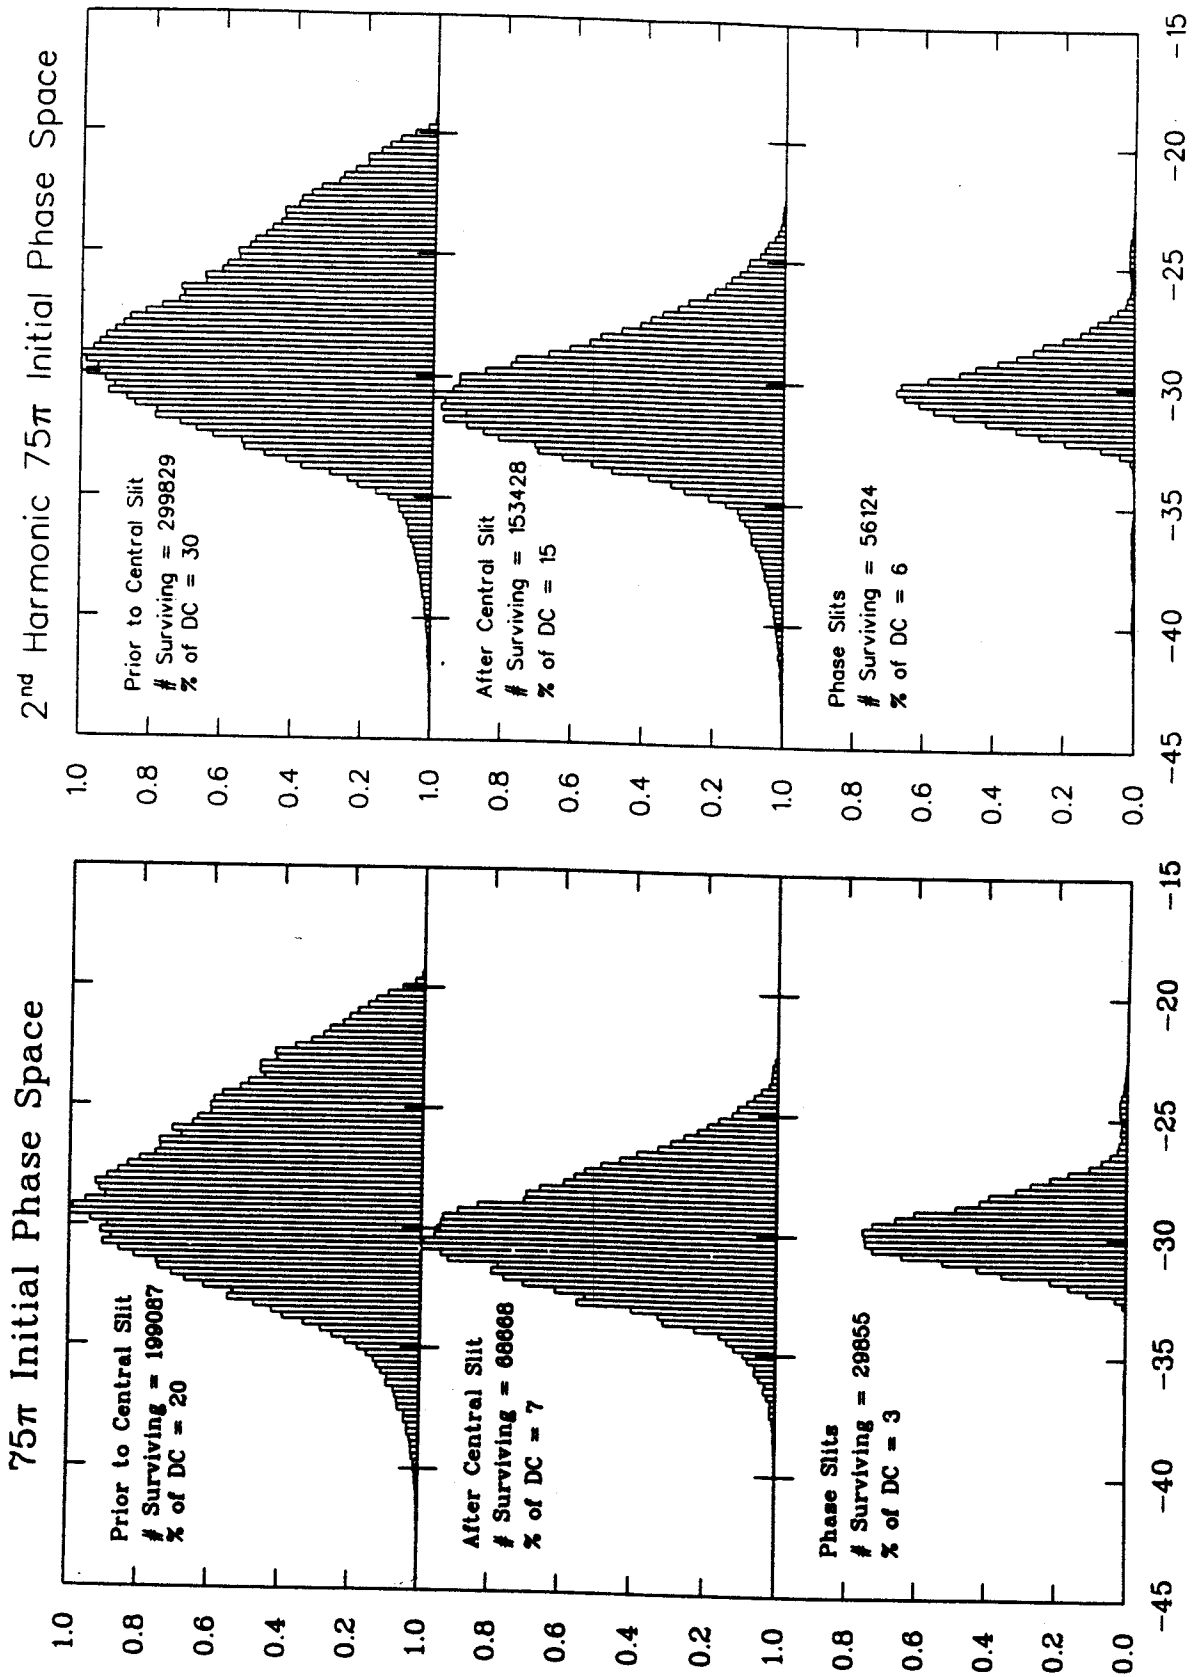 75π Initial Phase Space
1.0
0.8
0.6
0.4
0.2
1.0
0.8
0.6
0.4
0.2
1.0
0.8
0.6
0.4
0.2
0.0
Prior to Central Slit
# Surviving = 199087
% of DC = 20
After Central Slit
# Surviving = 68668
% of DC = 7
Phase Slits
# Surviving = 29855
% of DC = 3
-45
-40
-35
-30
-25
-20
-15
2nd Harmonic 75π Initial Phase Space
1.0
0.8
0.6
0.4
0.2
1.0
0.8
0.6
0.4
0.2
1.0
0.8
0.6
0.4
0.2
0.0
Prior to Central Slit
# Surviving = 299829
% of DC = 30
After Central Slit
# Surviving = 153428
% of DC = 15
Phase Slits
# Surviving = 56124
% of DC = 6
-45
-40
-35
-30
-25
-20
-15